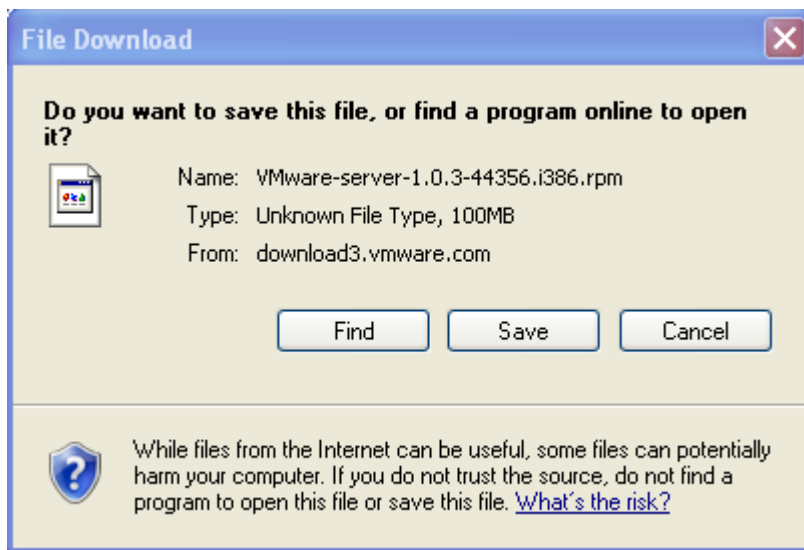 File Download
Do you want to save this file, or find a program online to open
it?
Name: VMware-server-1.0.3-44356.i386.rpm
Type: Unknown File Type, 100MB
From: download3.vmware.com
Find Save Cancel
While files from the Internet can be useful, some files can potentially
harm your computer. If you do not trust the source, do not find a
program to open this file or save this file. What's the risk?